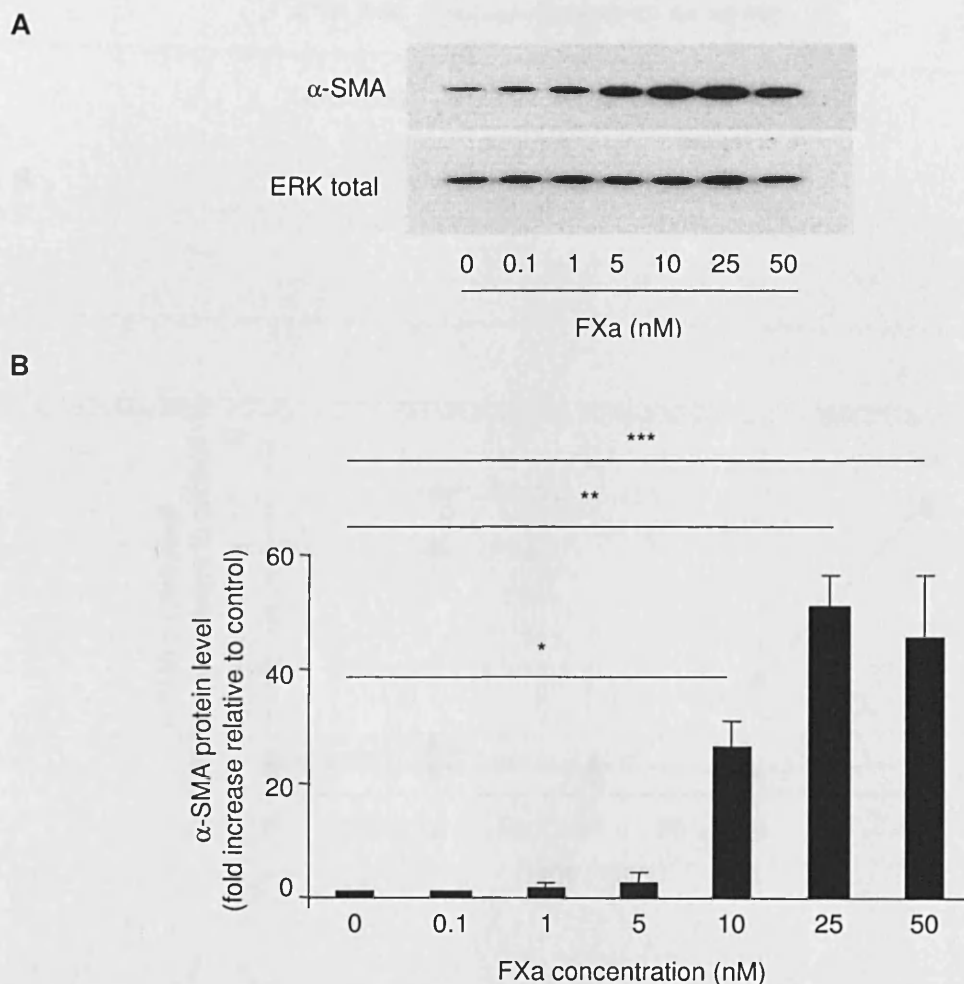 A
α-SMA
ERK total
0 0.1 1 5 10 25 50
FXa (nM)
B
***
**
*
α-SMA protein level
(fold increase relative to control)
60
40
20
0
0 0.1 1 5 10 25 50
FXa concentration (nM)